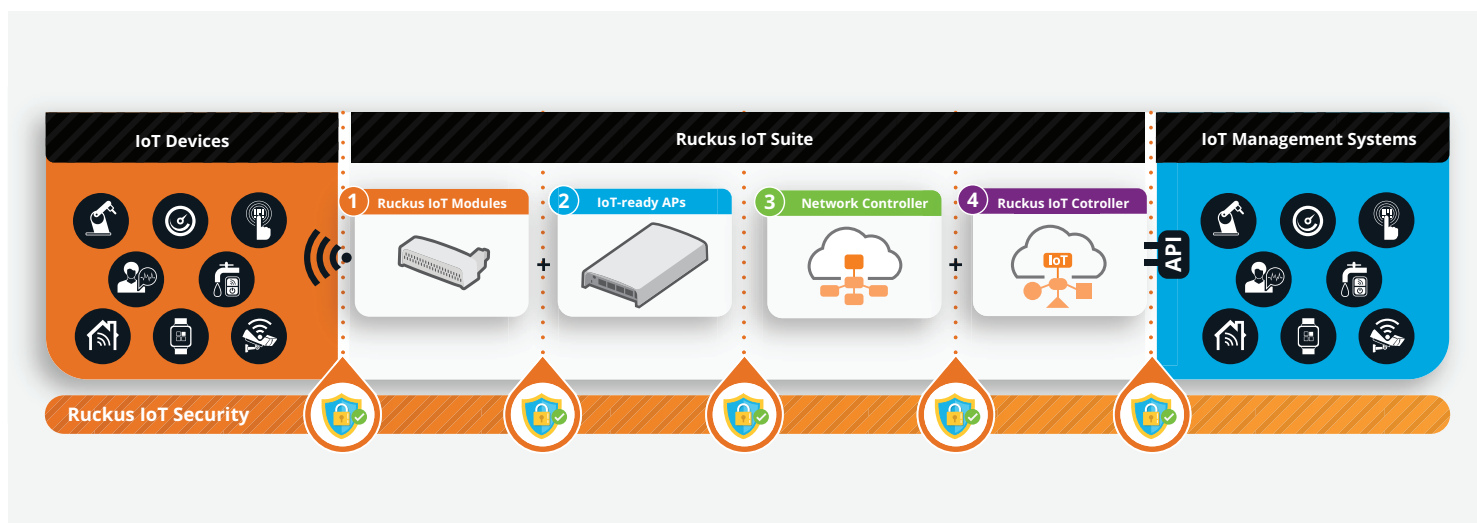 IoT Devices
Ruckus IoT Suite
IoT Management Systems
1 Ruckus IoT Modules
2 IoT-ready APs
3 Network Controller
4 Ruckus IoT Cotroller
+
+
IoT
API
Ruckus IoT Security